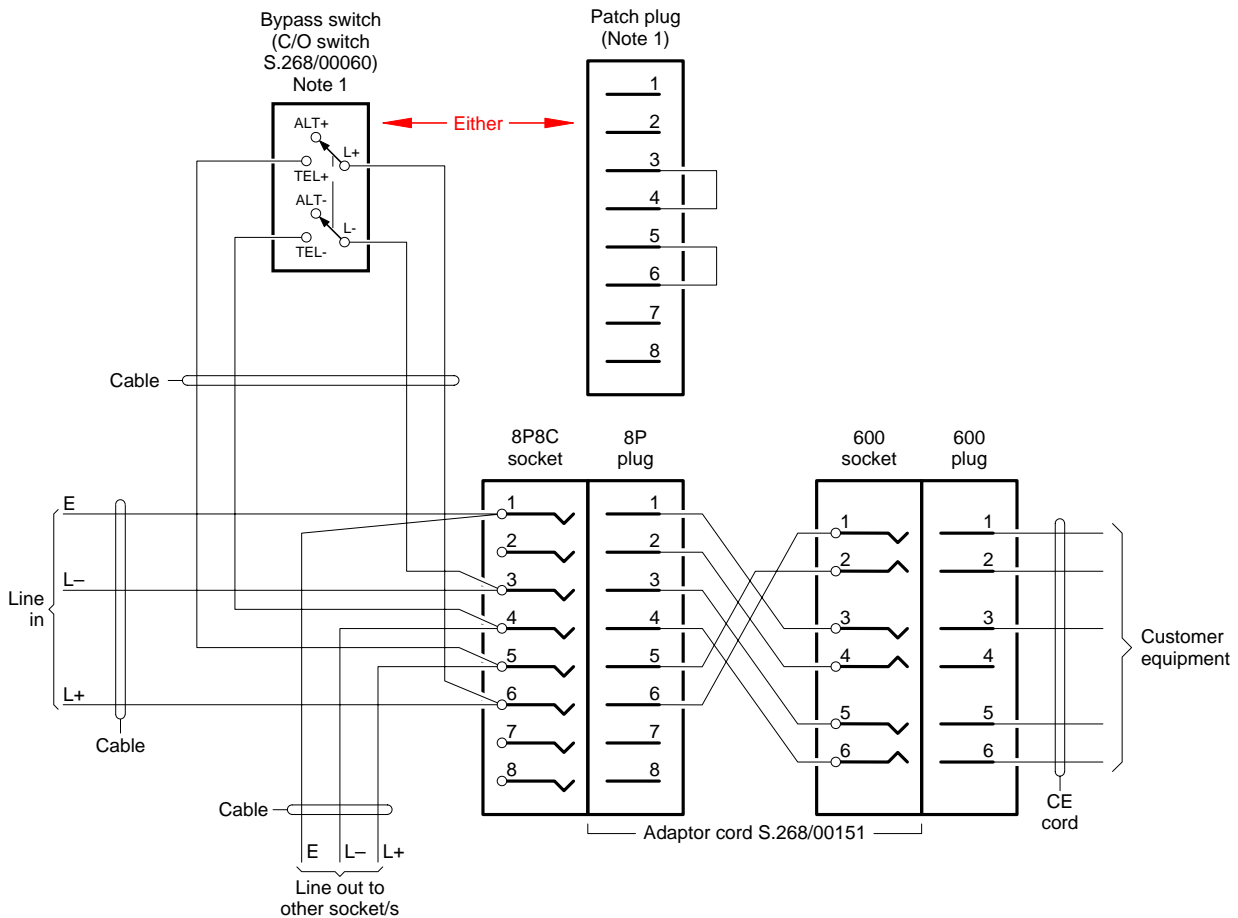 Bypass switch
(C/O switch
S.268/00060)
Note 1
Patch plug
(Note 1)
Either
ALT+
L+
TEL+
ALT-
L-
TEL-
1
2
3
4
5
6
7
8
Cable
8P8C
socket
8P
plug
600
socket
600
plug
Line
in
E
L–
L+
Cable
1
2
3
4
5
6
7
8
1
2
3
4
5
6
7
8
1
2
3
4
5
6
1
2
3
4
5
6
Customer
equipment
CE
cord
Adaptor cord S.268/00151
Cable
E L– L+
Line out to
other socket/s